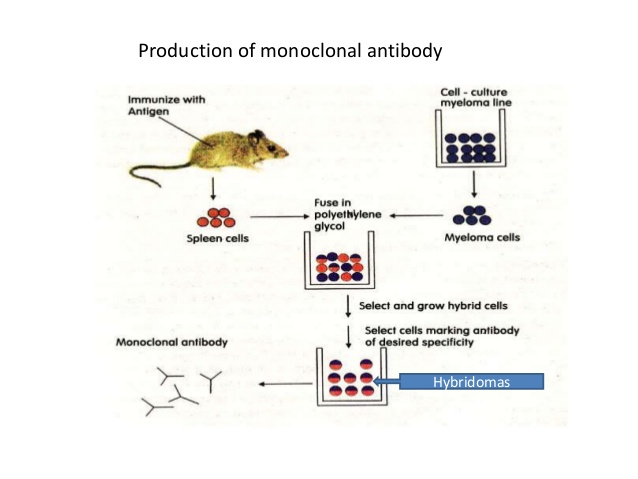 Production of monoclonal antibody
Immunize with
Antigen
Cell - culture
myeloma line
Fuse in
polyethylene
glycol
Spleen cells
Myeloma cells
Select and grow hybrid cells
Select cells marking antibody
of desired specificity
Monoclonal antibody
Hybridomas